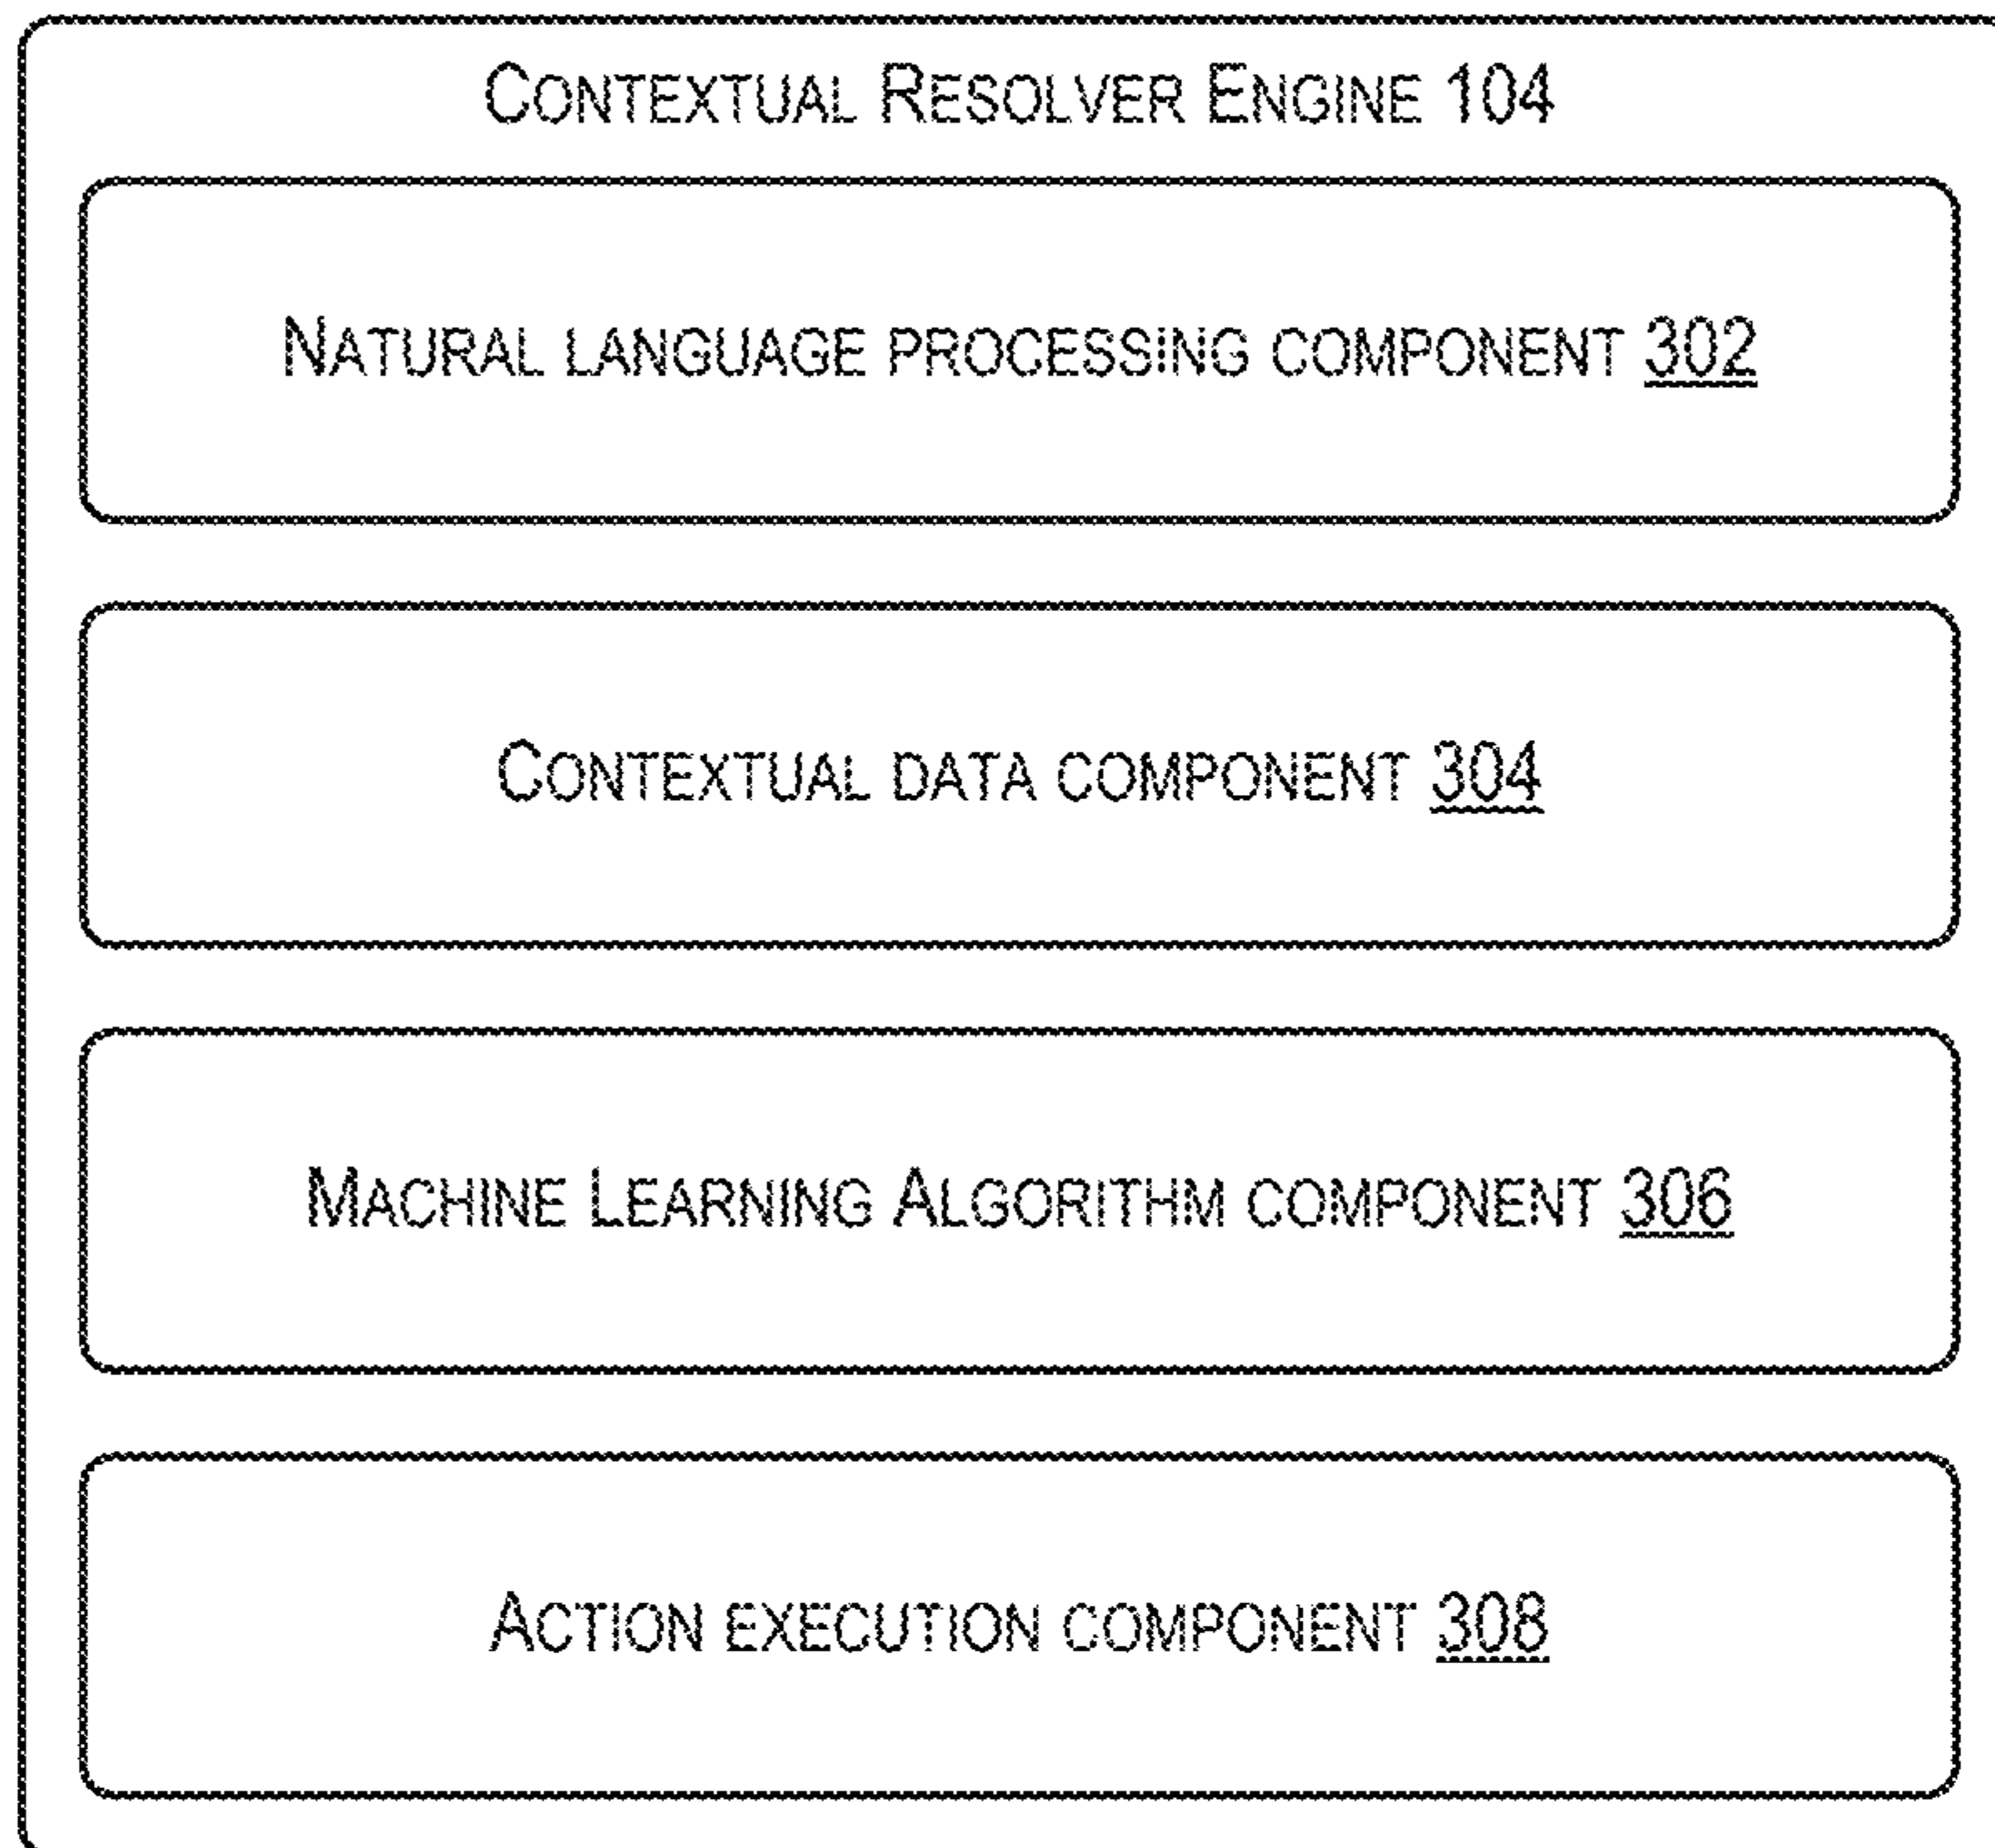 CONTEXTUAL RESOLVER ENGINE 104
NATURAL LANGUAGE PROCESSING COMPONENT 302
CONTEXTUAL DATA COMPONENT 304
MACHINE LEARNING ALGORITHM COMPONENT 306
ACTION EXECUTION COMPONENT 308